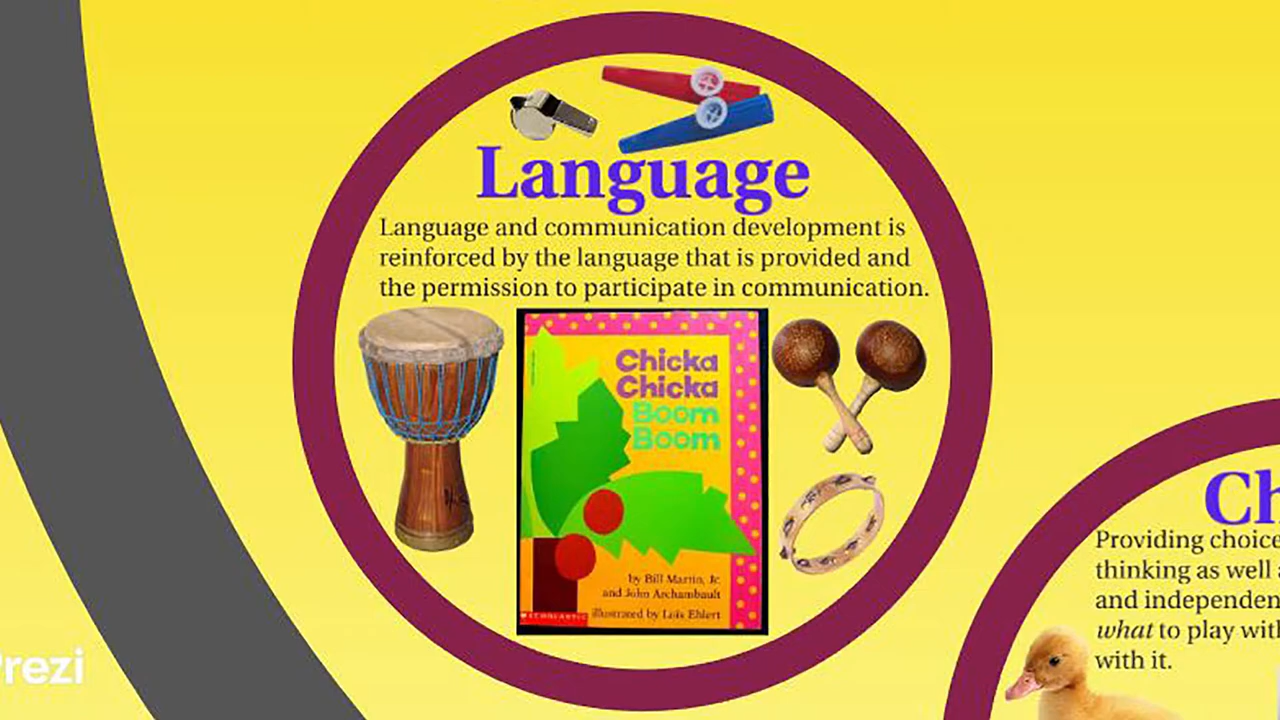 Language
Language and communication development is
reinforced by the language that is provided and
the permission to participate in communication.
Chicka
Chicka
Boom
Boom
by Bill Martin, Jr.
and John Archambault
illustrated by Lois Ehlert
SCHOLASTIC
Ch
Providing choice
thinking as well
and independen
what to play with
with it.
Prezi